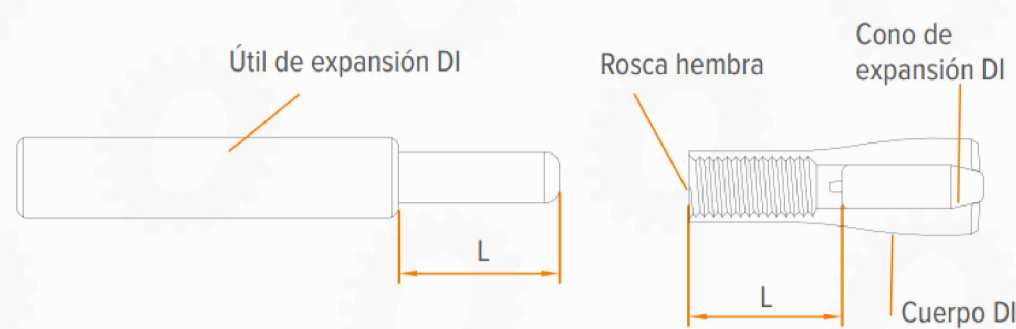 Útil de expansión DI
Rosca hembra
Cono de
expansión DI
L
L
Cuerpo DI